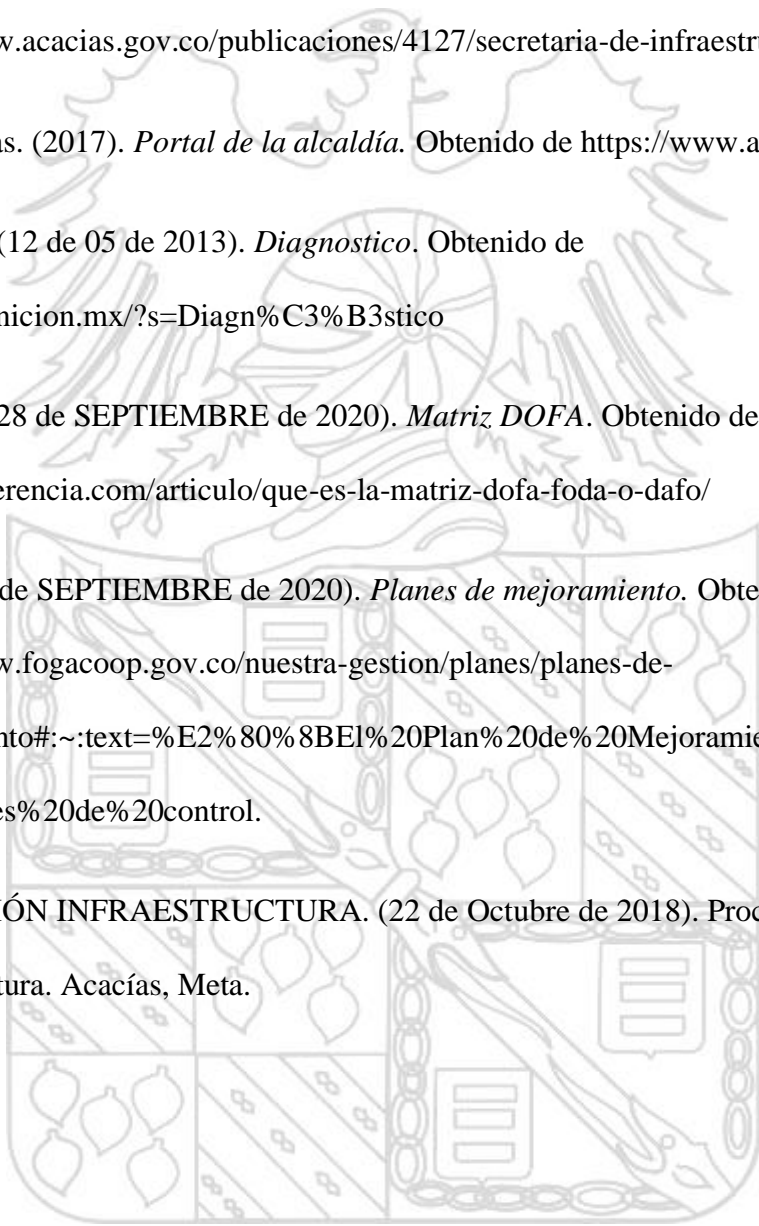 w.acacias.gov.co/publicaciones/4127/secretaria-de-infraestru
as. (2017). Portal de la alcaldía. Obtenido de https://www.a
(12 de 05 de 2013). Diagnostico. Obtenido de
nicion.mx/?s=Diagn%C3%B3stico
28 de SEPTIEMBRE de 2020). Matriz DOFA. Obtenido de
erencia.com/articulo/que-es-la-matriz-dofa-foda-o-dafo/
de SEPTIEMBRE de 2020). Planes de mejoramiento. Obte
w.fogacoop.gov.co/nuestra-gestion/planes/planes-de-
nto#:~:text=%E2%80%8BEl%20Plan%20de%20Mejoramie
es%20de%20control.
IÓN INFRAESTRUCTURA. (22 de Octubre de 2018). Proc
tura. Acacías, Meta.